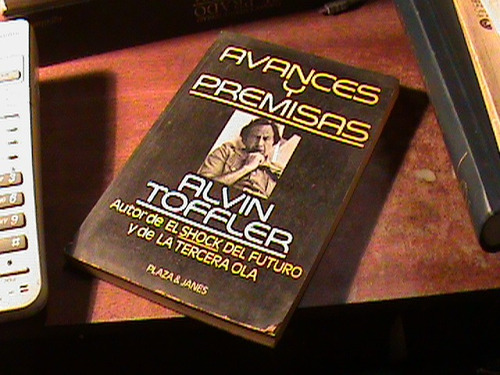 AVANCES
Y
PREMISAS
ALVIN
TOFFLER
Autor de EL SHOCK DEL FUTURO
y de LA TERCERA OLA
PLAZA & JANES